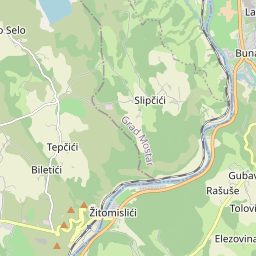 La
o Selo
Buna
Slipčići
Grad Mostar
Tepčići
Biletići
Gubav
Rašuše
Žitomislići
Tolovi
Elezovina